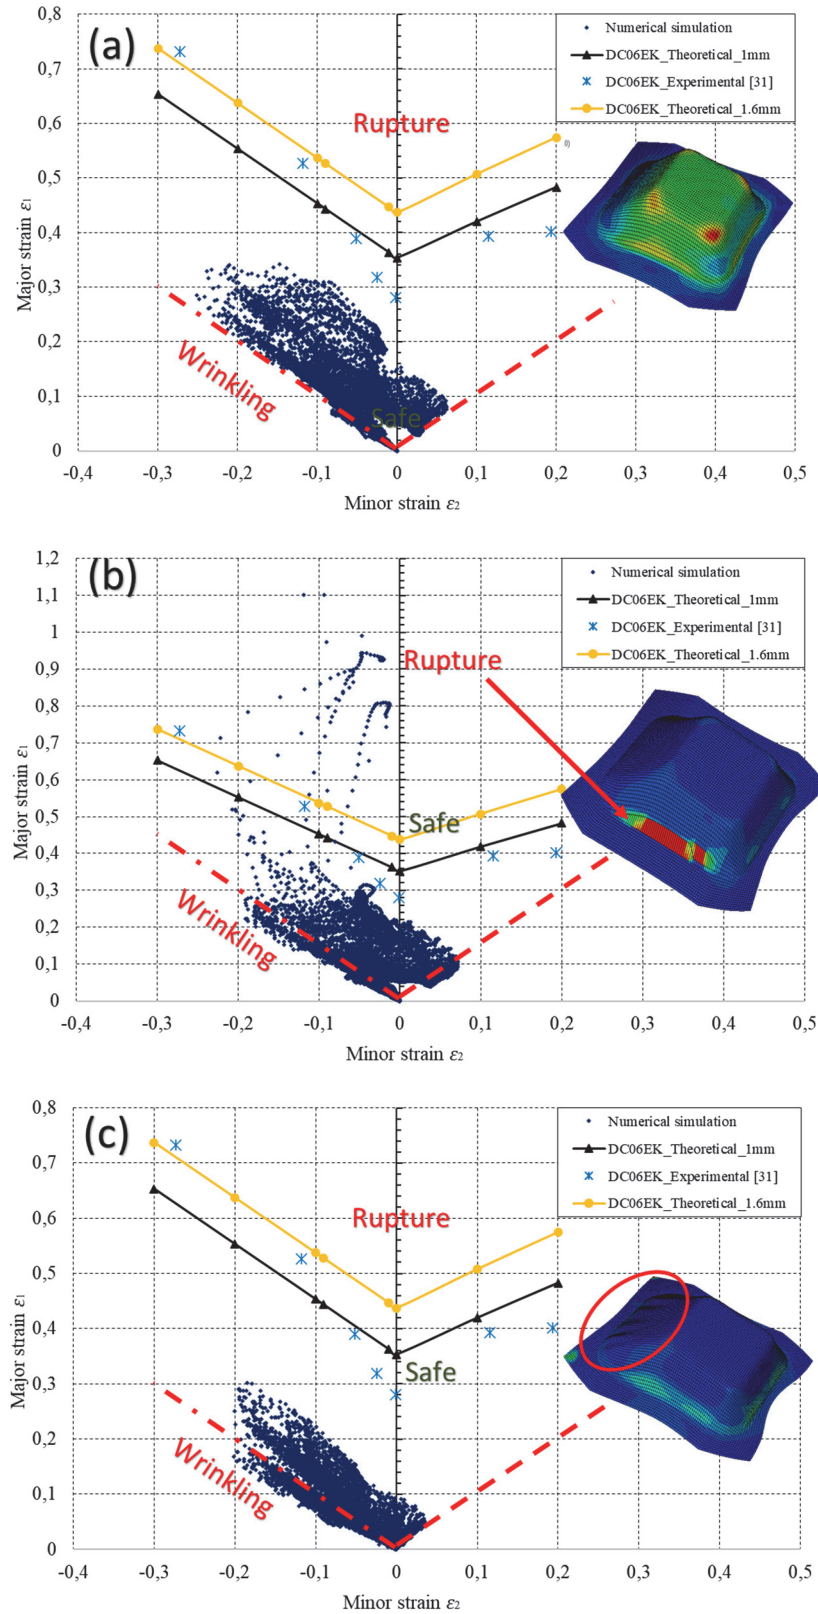 (a)
0,8
0,7
0,6
0,5
0,4
0,3
0,2
0,1
0
Major strain ε1
Numerical simulation
DC06EK_Theoretical_1mm
DC06EK_Experimental [31]
DC06EK_Theoretical_1.6mm
Rupture
Wrinkling
Safe
-0,4 -0,3 -0,2 -0,1 0 0,1 0,2 0,3 0,4 0,5
Minor strain ε2
(b)
1,2
1,1
1
0,9
0,8
0,7
0,6
0,5
0,4
0,3
0,2
0,1
0
Major strain ε1
Numerical simulation
DC06EK_Theoretical_1mm
DC06EK_Experimental [31]
DC06EK_Theoretical_1.6mm
Rupture
Safe
Wrinkling
-0,4 -0,3 -0,2 -0,1 0 0,1 0,2 0,3 0,4 0,5
Minor strain ε2
(c)
0,8
0,7
0,6
0,5
0,4
0,3
0,2
0,1
0
Major strain ε1
Numerical simulation
DC06EK_Theoretical_1mm
DC06EK_Experimental [31]
DC06EK_Theoretical_1.6mm
Rupture
Safe
Wrinkling
-0,4 -0,3 -0,2 -0,1 0 0,1 0,2 0,3 0,4 0,5
Minor strain ε2